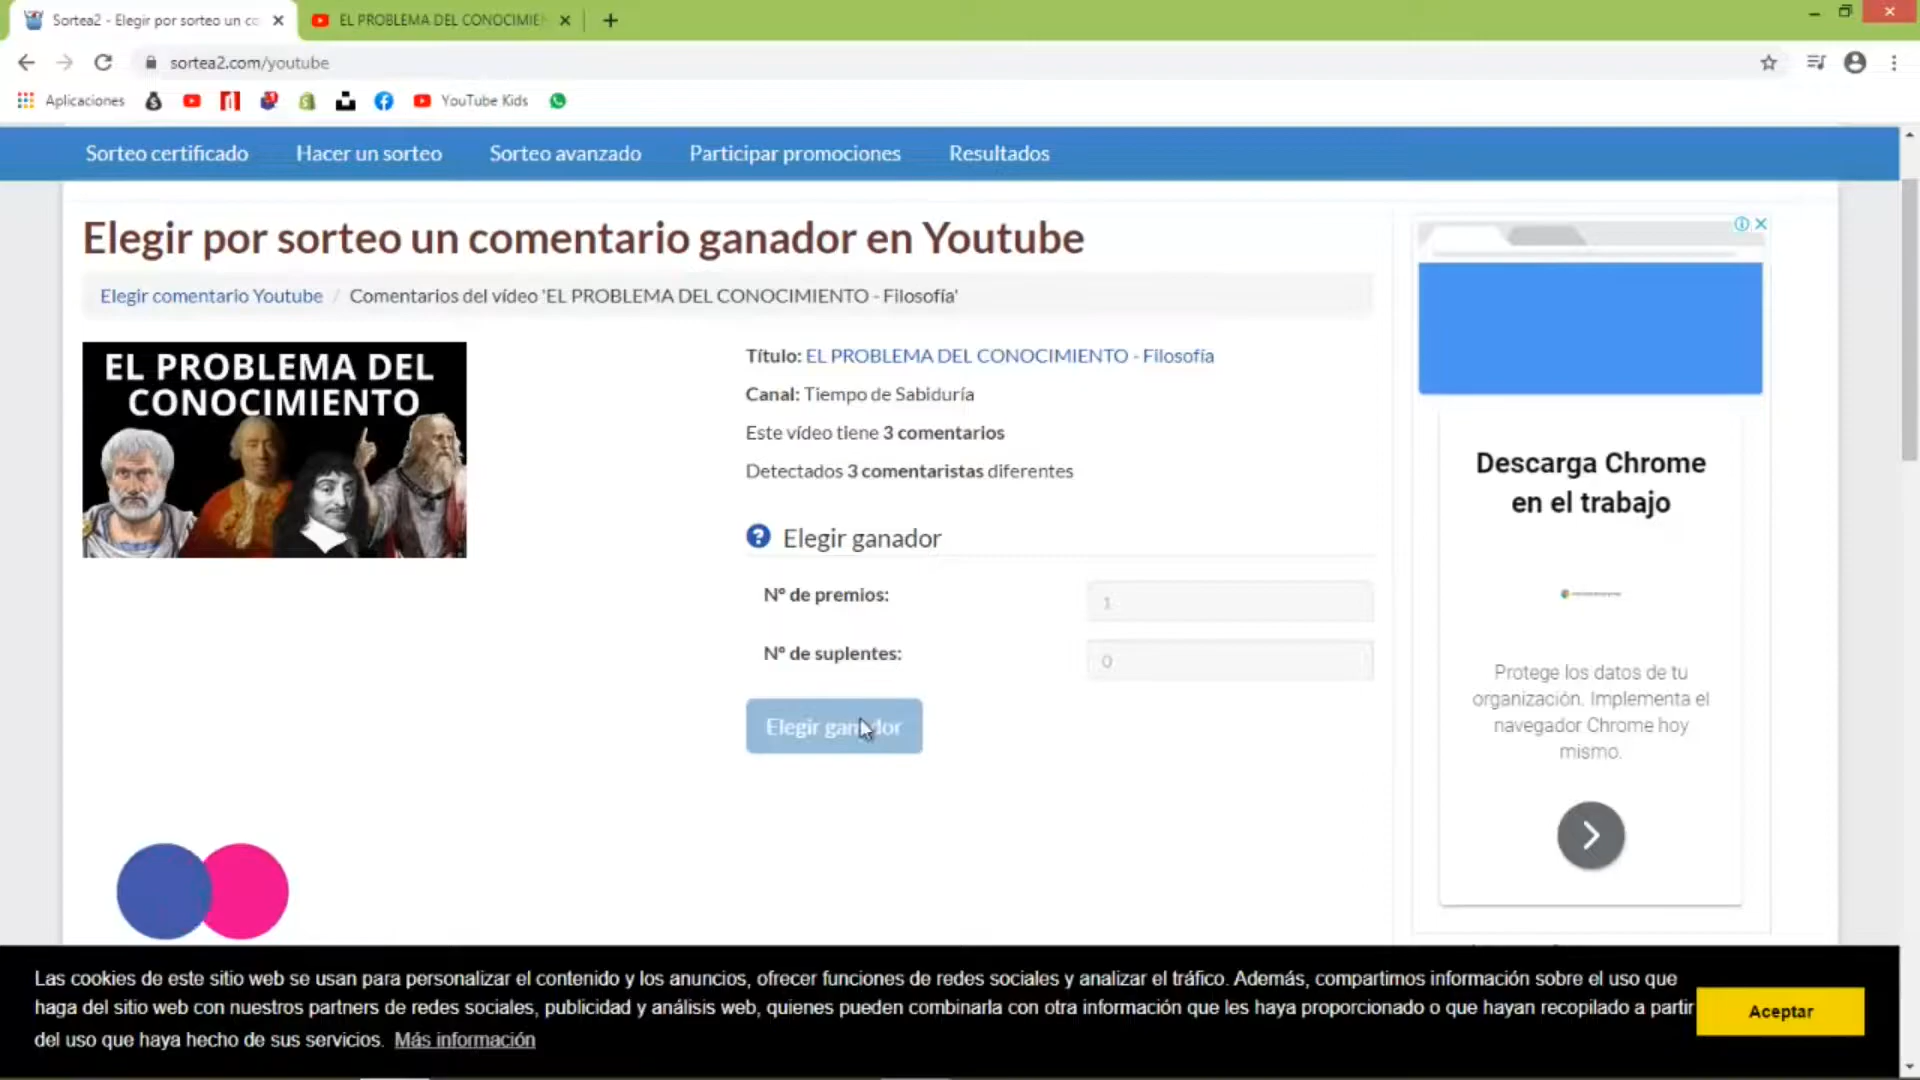 Sortea2 - Elegir por sorteo un co
EL PROBLEMA DEL CONOCIMIEN
sortea2.com/youtube
Aplicaciones
YouTube Kids
Sorteo certificado
Hacer un sorteo
Sorteo avanzado
Participar promociones
Resultados
Elegir por sorteo un comentario ganador en Youtube
Elegir comentario Youtube / Comentarios del vídeo 'EL PROBLEMA DEL CONOCIMIENTO - Filosofía'
EL PROBLEMA DEL
CONOCIMIENTO
Título: EL PROBLEMA DEL CONOCIMIENTO - Filosofía
Canal: Tiempo de Sabiduría
Este vídeo tiene 3 comentarios
Detectados 3 comentaristas diferentes
Elegir ganador
Nº de premios:
1
Nº de suplentes:
0
Elegir ganador
Descarga Chrome
en el trabajo
Protege los datos de tu
organización. Implementa el
navegador Chrome hoy
mismo.
Las cookies de este sitio web se usan para personalizar el contenido y los anuncios, ofrecer funciones de redes sociales y analizar el tráfico. Además, compartimos información sobre el uso que
haga del sitio web con nuestros partners de redes sociales, publicidad y análisis web, quienes pueden combinarla con otra información que les haya proporcionado o que hayan recopilado a partir
del uso que haya hecho de sus servicios. Más información
Aceptar